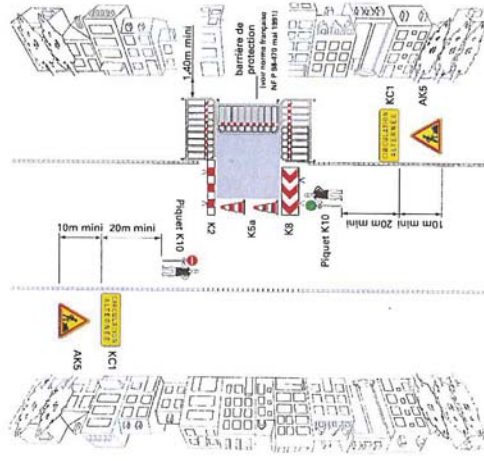 1,40m mini
barrière de
protection
(voir norme française
NF P 98-470 mai 1991)
KC1
AK5
CIRCULATION
ALTERNÉE
10m mini
20m mini
Piquet K10
K2
K5a
K8
Piquet K10
20m mini
10m mini
CIRCULATION
ALTERNÉE
AK5
KC1